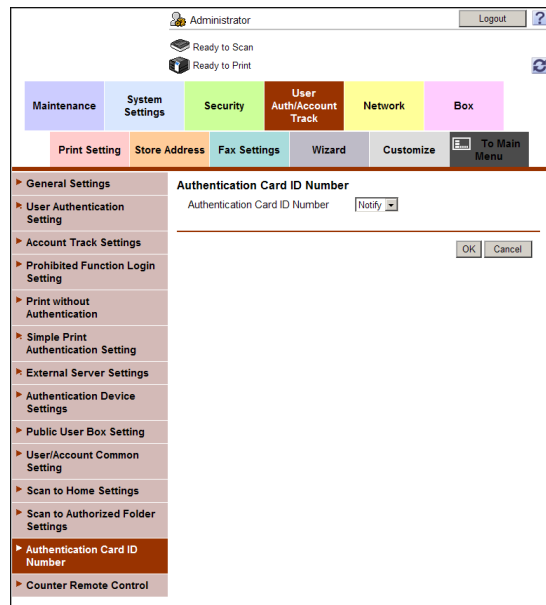 Administrator
Logout
?
Ready to Scan
Ready to Print
Maintenance
System
Settings
Security
User
Auth/Account
Track
Network
Box
Print Setting
Store Address
Fax Settings
Wizard
Customize
To Main
Menu
General Settings
User Authentication
Setting
Account Track Settings
Prohibited Function Login
Setting
Print without
Authentication
Simple Print
Authentication Setting
External Server Settings
Authentication Device
Settings
Public User Box Setting
User/Account Common
Setting
Scan to Home Settings
Scan to Authorized Folder
Settings
Authentication Card ID
Number
Counter Remote Control
Authentication Card ID Number
Authentication Card ID Number
Notify
OK
Cancel